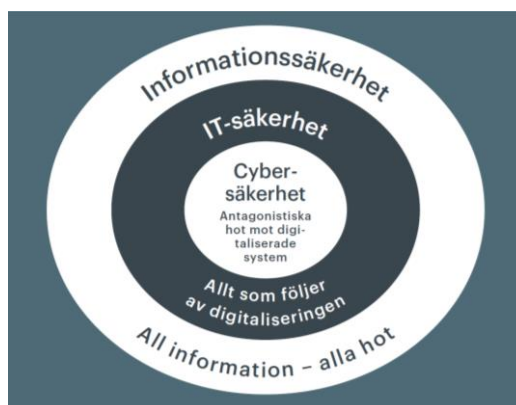 Informationssäkerhet
IT-säkerhet
Cyber-
säkerhet
Antagonistiska
hot mot digi-
taliserade
system
Allt som följer
av digitaliseringen
All information – alla hot